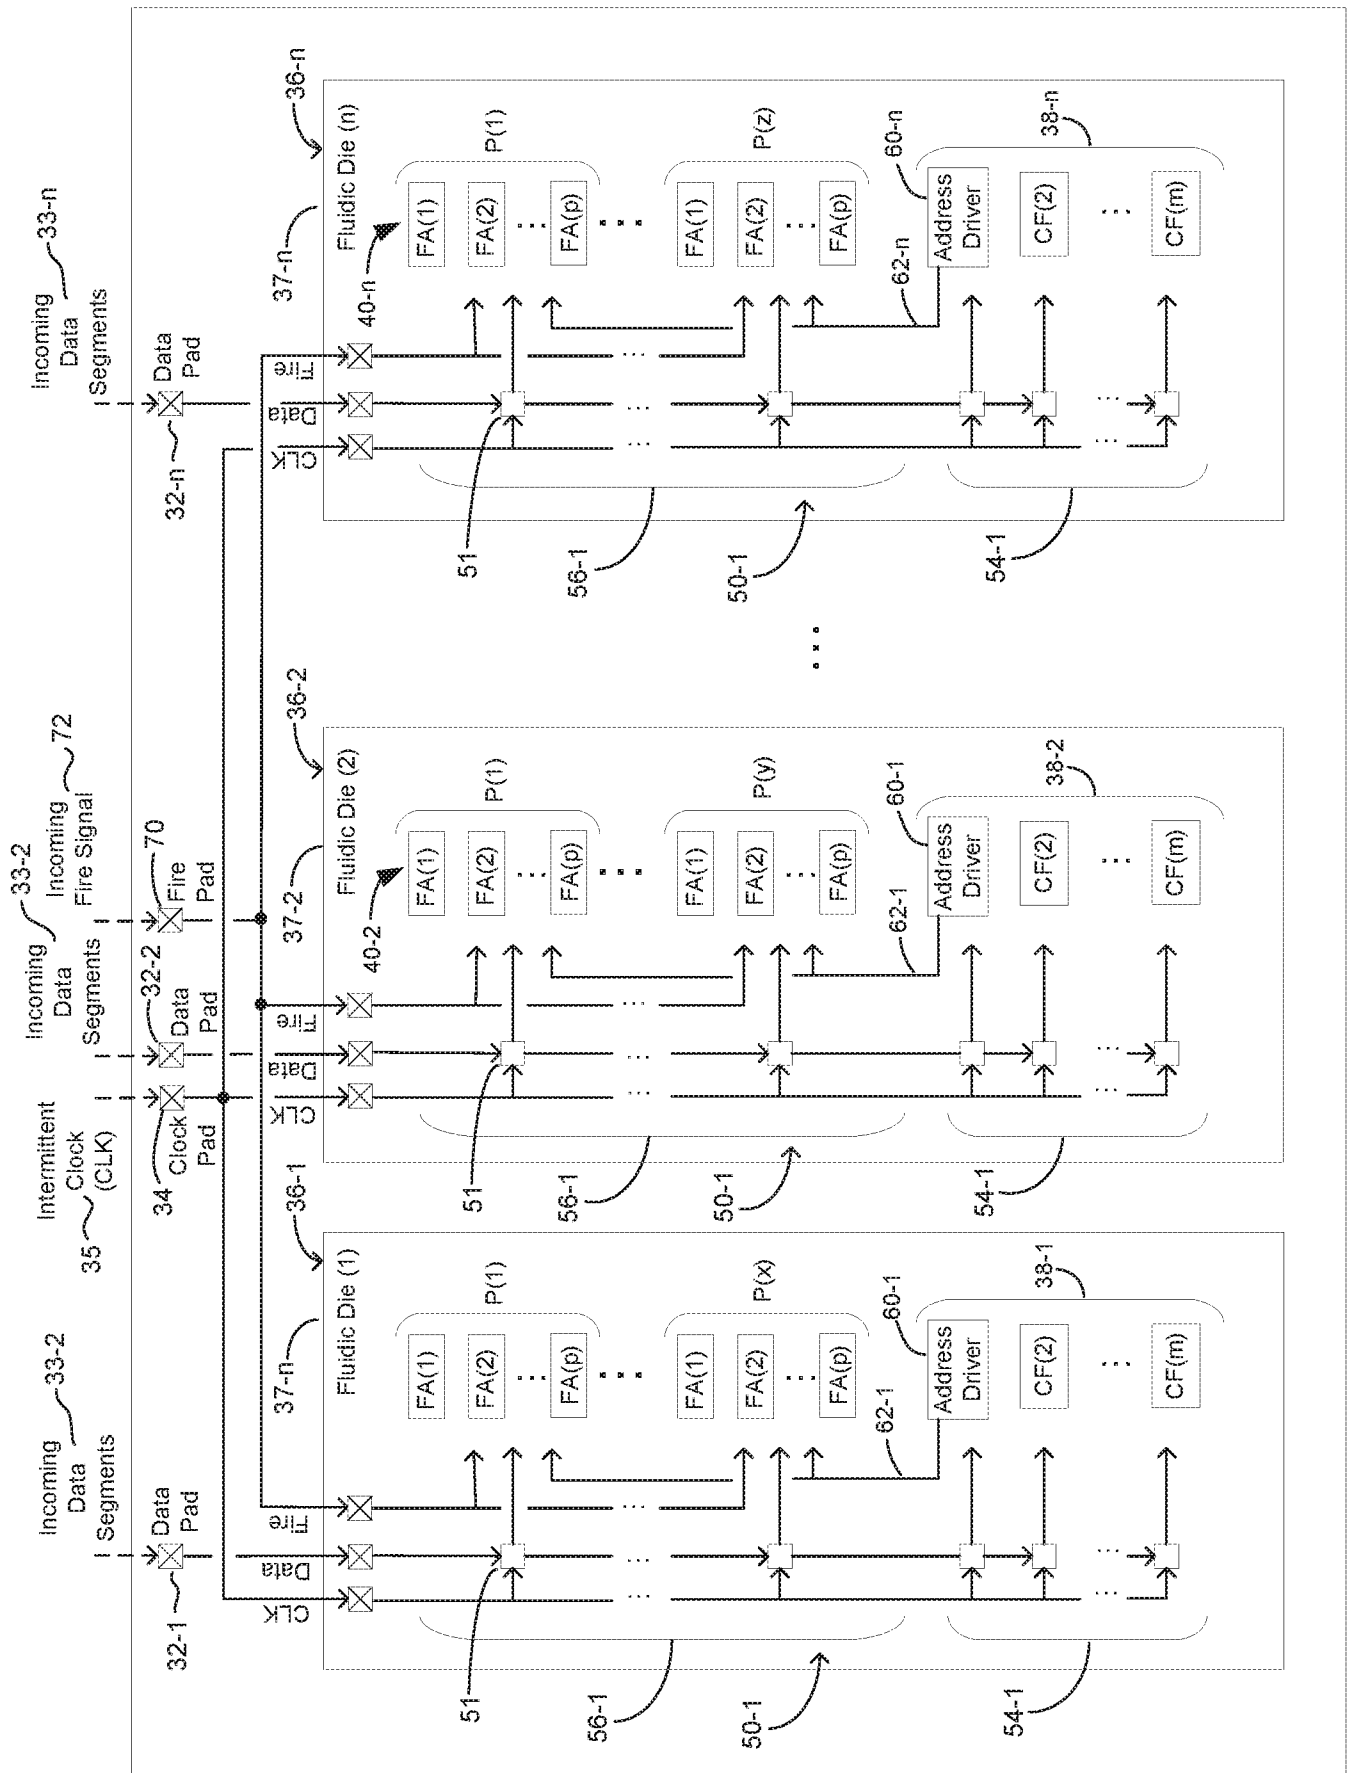 Incoming
Data
Segments
33-2
Intermittent
Clock
(CLK)
35
Incoming
Data
Segments
33-2
Incoming
Fire Signal
72
Incoming
Data
Segments
33-n
32-1
Data
Pad
34
Clock
Pad
32-2
Data
Pad
70
Fire
Pad
32-n
Data
Pad
CLK
Data
Fire
37-n
36-1
Fluidic Die (1)
51
FA(1)
FA(2)
...
FA(p)
P(1)
...
56-1
...
FA(1)
FA(2)
...
FA(p)
P(x)
50-1
62-1
60-1
Address
Driver
CF(2)
...
CF(m)
38-1
54-1
CLK
Data
Fire
37-2
36-2
Fluidic Die (2)
40-2
51
FA(1)
FA(2)
...
FA(p)
P(1)
...
56-1
...
FA(1)
FA(2)
...
FA(p)
P(y)
50-1
62-1
60-1
Address
Driver
CF(2)
...
CF(m)
38-2
54-1
...
CLK
Data
Fire
37-n
36-n
Fluidic Die (n)
40-n
51
FA(1)
FA(2)
...
FA(p)
P(1)
...
56-1
...
FA(1)
FA(2)
...
FA(p)
P(z)
50-1
62-n
60-n
Address
Driver
CF(2)
...
CF(m)
38-n
54-1